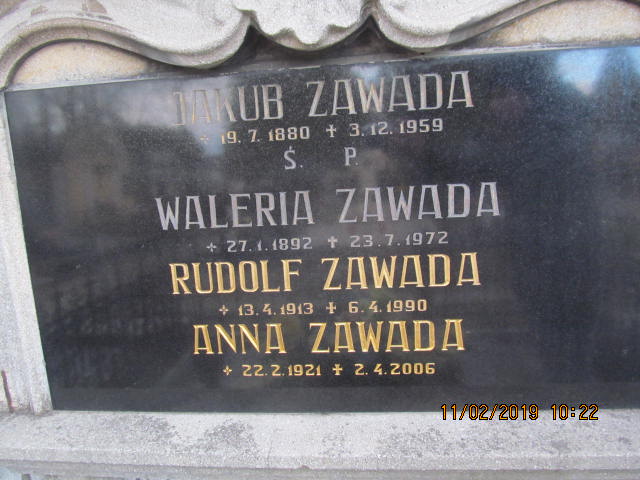 JAKUB ZAWADA
+ 19. 7. 1880 ✝ 3. 12. 1959
Ś. P.
WALERIA ZAWADA
+ 27. 1. 1892 ✝ 23. 7. 1972
RUDOLF ZAWADA
+ 13. 4. 1913 ✝ 6. 4. 1990
ANNA ZAWADA
+ 22. 2. 1921 ✝ 2. 4. 2006
11/02/2019 10:22